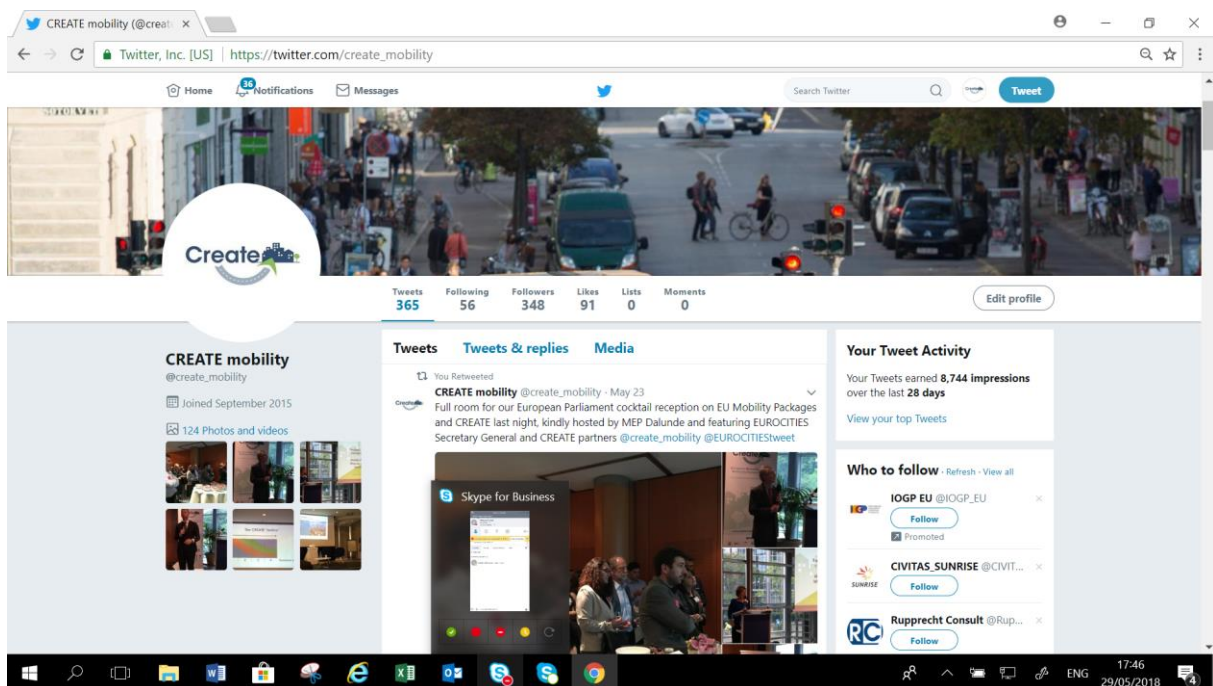 CREATE mobility (@creat
Twitter, Inc. [US] https://twitter.com/create_mobility
Home 36 Notifications Messages Search Twitter Tweet
Create
Tweets Following Followers Likes Lists Moments
365 56 348 91 0 0
Edit profile
CREATE mobility
@create_mobility
Joined September 2015
124 Photos and videos
Tweets Tweets & replies Media
You Retweeted
CREATE mobility @create_mobility · May 23
Full room for our European Parliament cocktail reception on EU Mobility Packages
and CREATE last night, kindly hosted by MEP Dalunde and featuring EUROCITIES
Secretary General and CREATE partners @create_mobility @EUROCITIEStweet
Skype for Business
Your Tweet Activity
Your Tweets earned 8,744 impressions
over the last 28 days
View your top Tweets
Who to follow · Refresh · View all
IOGP EU @IOGP_EU
Follow
Promoted
CIVITAS_SUNRISE @CIVIT...
SUNRISE
Follow
Rupprecht Consult @Rup...
RC
Follow
ENG
17:46
29/05/2018
4